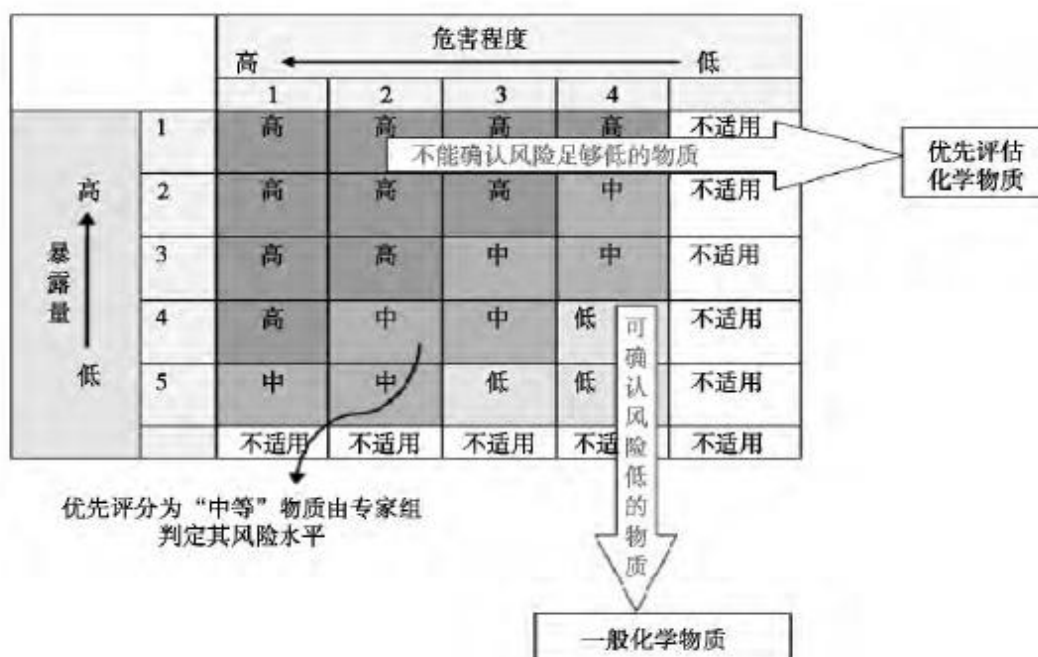 危害程度
高 低
1 2 3 4
1 高 高 高 高 不适用
不能确认风险足够低的物质
优先评估
化学物质
高 2 高 高 高 中 不适用
暴露量
3 高 高 中 中 不适用
4 高 中 中 低 不适用
可确认风险低的物质
低 5 中 中 低 低 不适用
不适用 不适用 不适用 不适用 不适用
优先评分为“中等”物质由专家组
判定其风险水平
一般化学物质